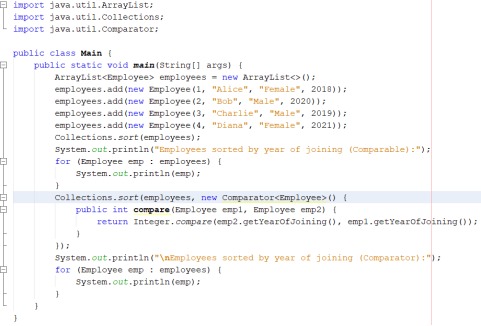 import java.util.ArrayList;
import java.util.Collections;
import java.util.Comparator;
public class Main {
public static void main(String[] args) {
ArrayList<Employee> employees = new ArrayList<>();
employees.add(new Employee(1, "Alice", "Female", 2018));
employees.add(new Employee(2, "Bob", "Male", 2020));
employees.add(new Employee(3, "Charlie", "Male", 2019));
employees.add(new Employee(4, "Diana", "Female", 2021));
Collections.sort(employees);
System.out.println("Employees sorted by year of joining (Comparable):");
for (Employee emp : employees) {
System.out.println(emp);
}
Collections.sort(employees, new Comparator<Employee>() {
public int compare(Employee emp1, Employee emp2) {
return Integer.compare(emp2.getYearOfJoining(), emp1.getYearOfJoining());
}
});
System.out.println("\nEmployees sorted by year of joining (Comparator):");
for (Employee emp : employees) {
System.out.println(emp);
}
}
}